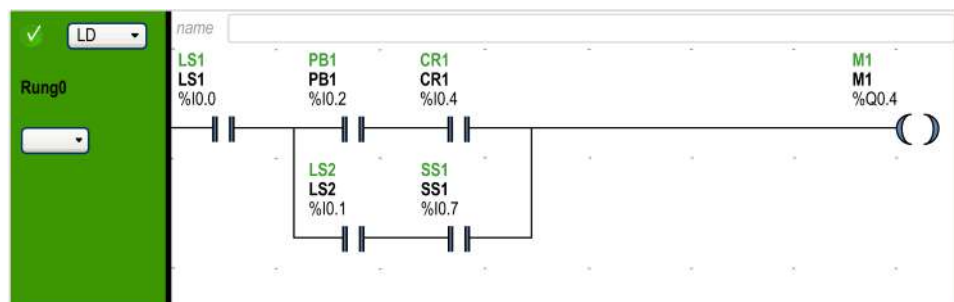 LD
name
Rung0
LS1
LS1
%I0.0
PB1
PB1
%I0.2
CR1
CR1
%I0.4
M1
M1
%Q0.4
LS2
LS2
%I0.1
SS1
SS1
%I0.7